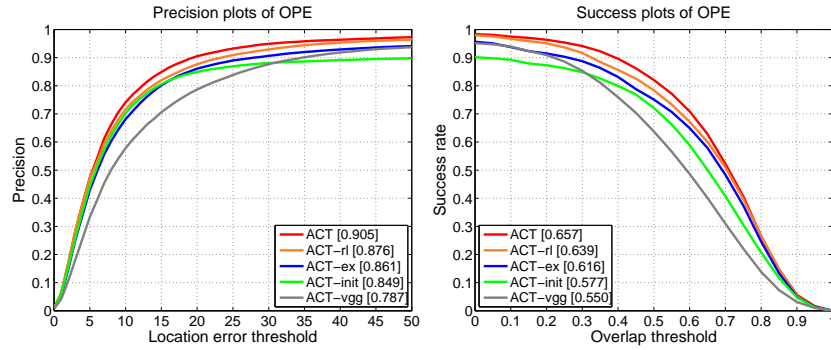 Precision plots of OPE
Precision
1
0.9
0.8
0.7
0.6
0.5
0.4
0.3
0.2
0.1
0
0 5 10 15 20 25 30 35 40 45 50
Location error threshold
ACT [0.905]
ACT-rl [0.876]
ACT-ex [0.861]
ACT-init [0.849]
ACT-vgg [0.787]
Success plots of OPE
Success rate
1
0.9
0.8
0.7
0.6
0.5
0.4
0.3
0.2
0.1
0
0 0.1 0.2 0.3 0.4 0.5 0.6 0.7 0.8 0.9
Overlap threshold
ACT [0.657]
ACT-rl [0.639]
ACT-ex [0.616]
ACT-init [0.577]
ACT-vgg [0.550]